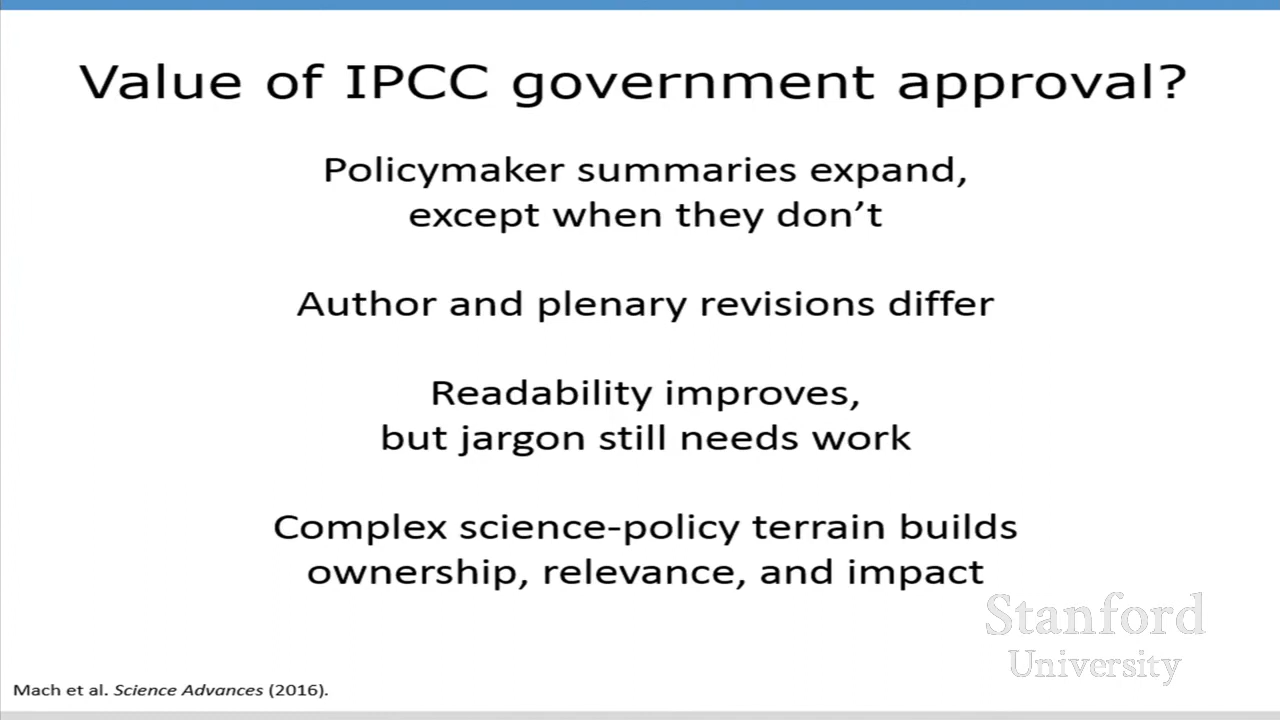 Value of IPCC government approval?
Policymaker summaries expand,
except when they don’t
Author and plenary revisions differ
Readability improves,
but jargon still needs work
Complex science-policy terrain builds
ownership, relevance, and impact
Stanford
University
Mach et al. Science Advances (2016).